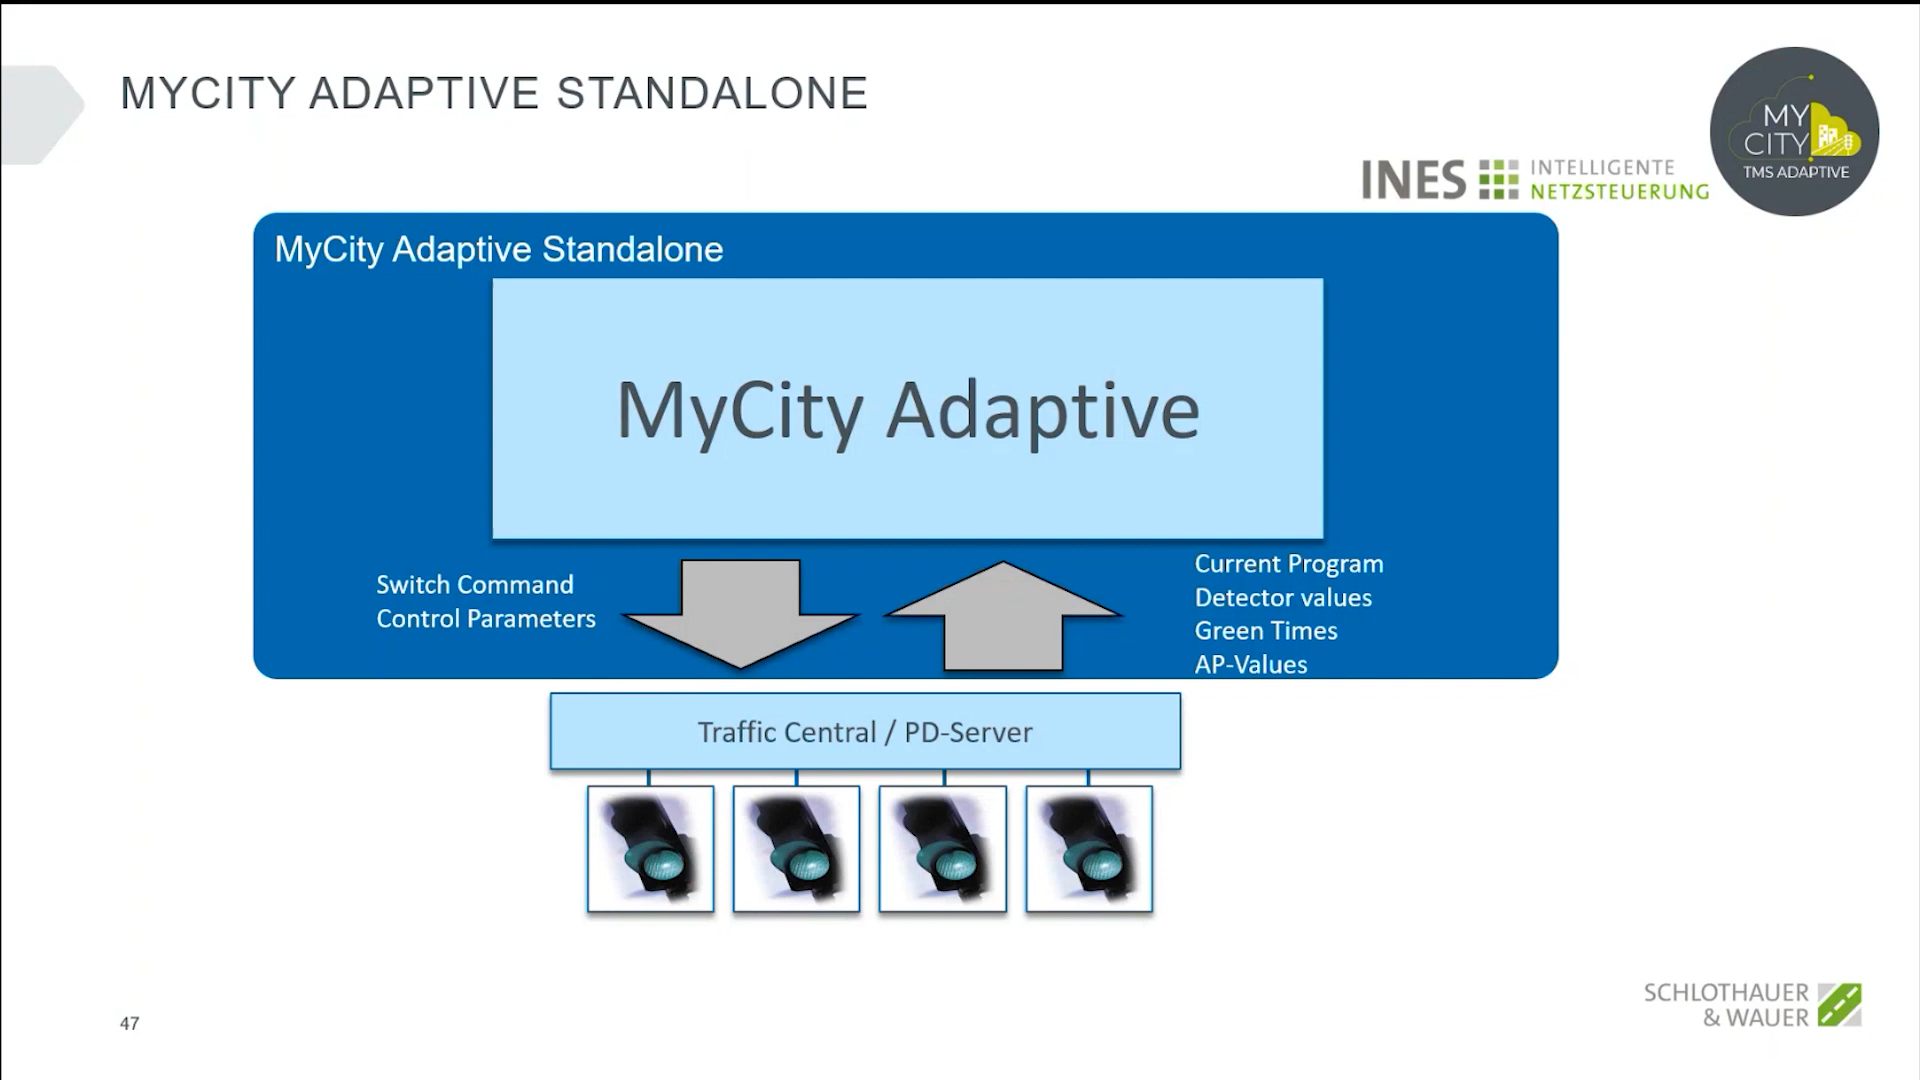 MYCITY ADAPTIVE STANDALONE
MY
CITY
TMS ADAPTIVE
INES INTELLIGENTE
NETZSTEUERUNG
MyCity Adaptive Standalone
MyCity Adaptive
Switch Command
Control Parameters
Current Program
Detector values
Green Times
AP-Values
Traffic Central / PD-Server
SCHLOTHAUER
& WAUER
47